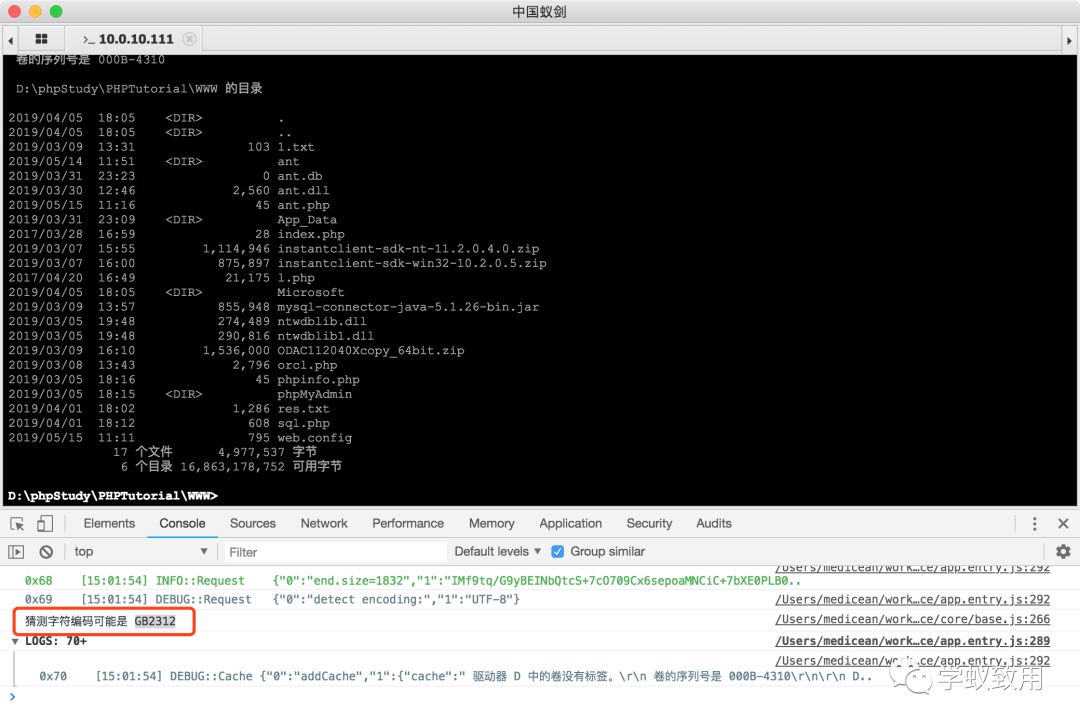 中国蚁剑
>_ 10.0.10.111
卷的序列号是 000B-4310
D:\phpStudy\PHPTutorial\WWW 的目录
2019/04/05  18:05    <DIR>          .
2019/04/05  18:05    <DIR>          ..
2019/03/09  13:31               103 1.txt
2019/05/14  11:51    <DIR>          ant
2019/03/31  23:23                 0 ant.db
2019/03/30  12:46             2,560 ant.dll
2019/05/15  11:16                45 ant.php
2019/03/31  23:09    <DIR>          App_Data
2017/03/28  16:59                28 index.php
2019/03/07  15:55         1,114,946 instantclient-sdk-nt-11.2.0.4.0.zip
2019/03/07  16:00           875,897 instantclient-sdk-win32-10.2.0.5.zip
2017/04/20  16:49            21,175 l.php
2019/04/05  18:05    <DIR>          Microsoft
2019/03/09  13:57           855,948 mysql-connector-java-5.1.26-bin.jar
2019/03/05  19:48           274,489 ntwdblib.dll
2019/03/05  19:48           290,816 ntwdblib1.dll
2019/03/09  16:10         1,536,000 ODAC112040Xcopy_64bit.zip
2019/03/08  13:43             2,796 orcl.php
2019/03/05  18:16                45 phpinfo.php
2019/03/05  18:15    <DIR>          phpMyAdmin
2019/04/01  18:02             1,286 res.txt
2019/04/01  18:12               608 sql.php
2019/05/15  11:11               795 web.config
17 个文件      4,977,537 字节
6 个目录 16,863,178,752 可用字节
D:\phpStudy\PHPTutorial\WWW>
Elements Console Sources Network Performance Memory Application Security Audits
top Filter Default levels Group similar
/Users/medicean/work…ce/app.entry.js:292
0x68 [15:01:54] INFO::Request {"0":"end.size=1832","1":"IMf9tq/G9yBEINbQtcS+7cO709Cx6sepoaMNCiC+7bXE0PLB0..
0x69 [15:01:54] DEBUG::Request {"0":"detect encoding:","1":"UTF-8"} /Users/medicean/work…ce/app.entry.js:292
猜测字符编码可能是 GB2312 /Users/medicean/work…ce/core/base.js:266
LOGS: 70+ /Users/medicean/work…ce/app.entry.js:289
/Users/medicean/work…ce/app.entry.js:292
0x70 [15:01:54] DEBUG::Cache {"0":"addCache","1":{"cache":" 驱动器 D 中的卷没有标签。\r\n 卷的序列号是 000B-4310\r\n\r\n D..
学蚁致用